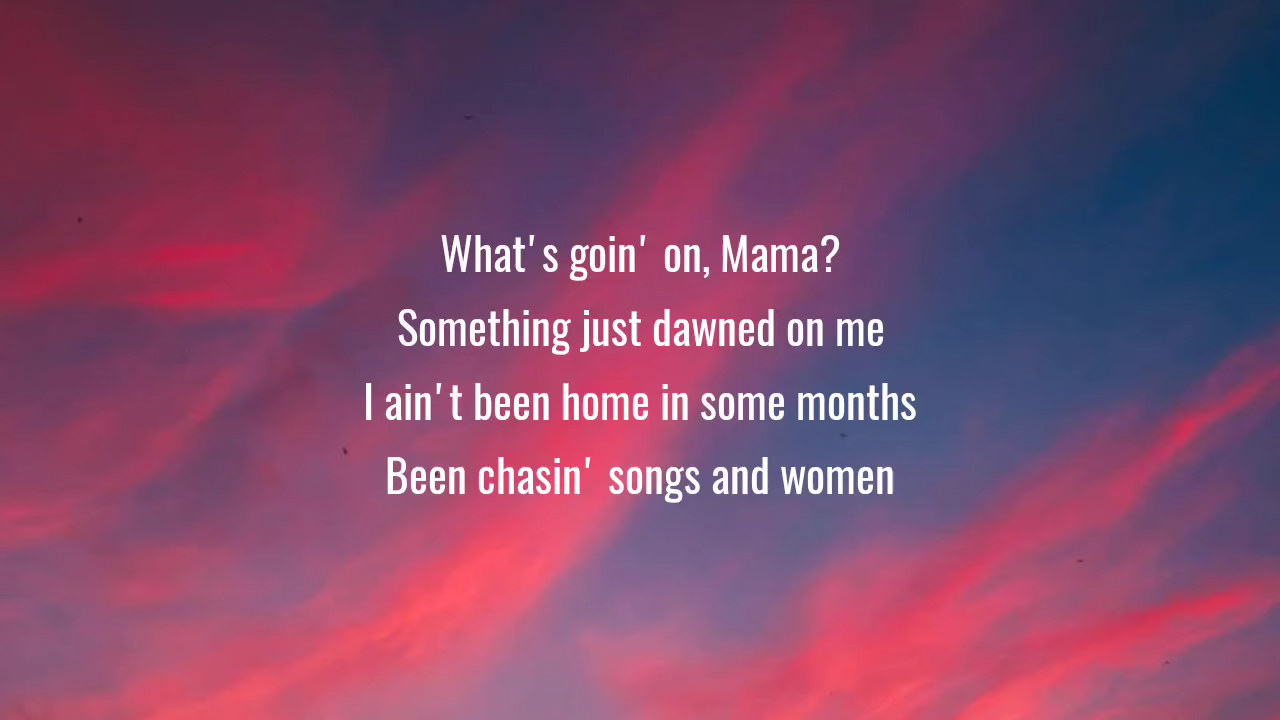 What's goin' on, Mama?
Something just dawned on me
I ain't been home in some months
Been chasin' songs and women